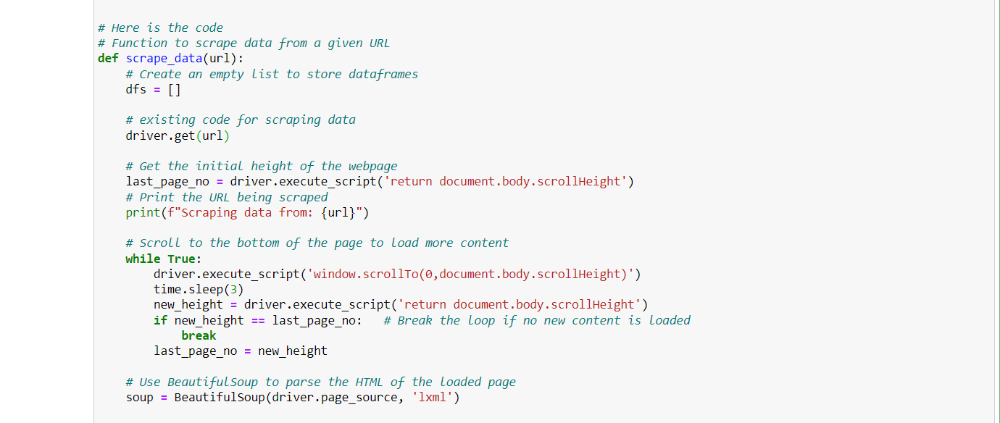 # Here is the code
# Function to scrape data from a given URL
def scrape_data(url):
    # Create an empty list to store dataframes
    dfs = []
    # existing code for scraping data
    driver.get(url)
    # Get the initial height of the webpage
    last_page_no = driver.execute_script('return document.body.scrollHeight')
    # Print the URL being scraped
    print(f"Scraping data from: {url}")
    # Scroll to the bottom of the page to load more content
    while True:
        driver.execute_script('window.scrollTo(0,document.body.scrollHeight)')
        time.sleep(3)
        new_height = driver.execute_script('return document.body.scrollHeight')
        if new_height == last_page_no:   # Break the loop if no new content is loaded
            break
        last_page_no = new_height
    # Use BeautifulSoup to parse the HTML of the loaded page
    soup = BeautifulSoup(driver.page_source, 'lxml')